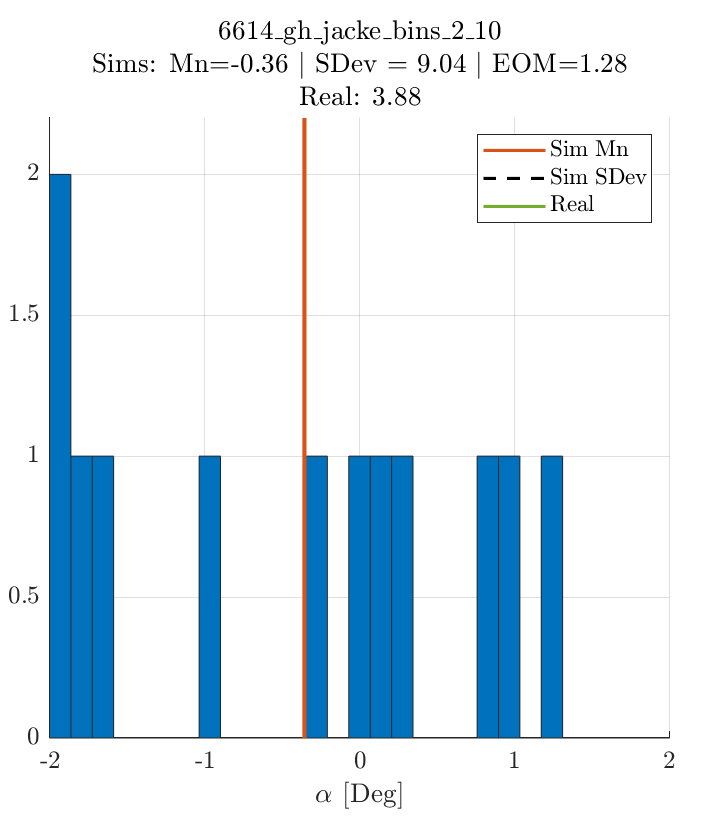 6614_gh_jacke_bins_2_10
Sims: Mn=-0.36 | SDev = 9.04 | EOM=1.28
Real: 3.88
Sim Mn
Sim SDev
Real
2
1.5
1
0.5
0
-2
-1
0
1
2
α [Deg]